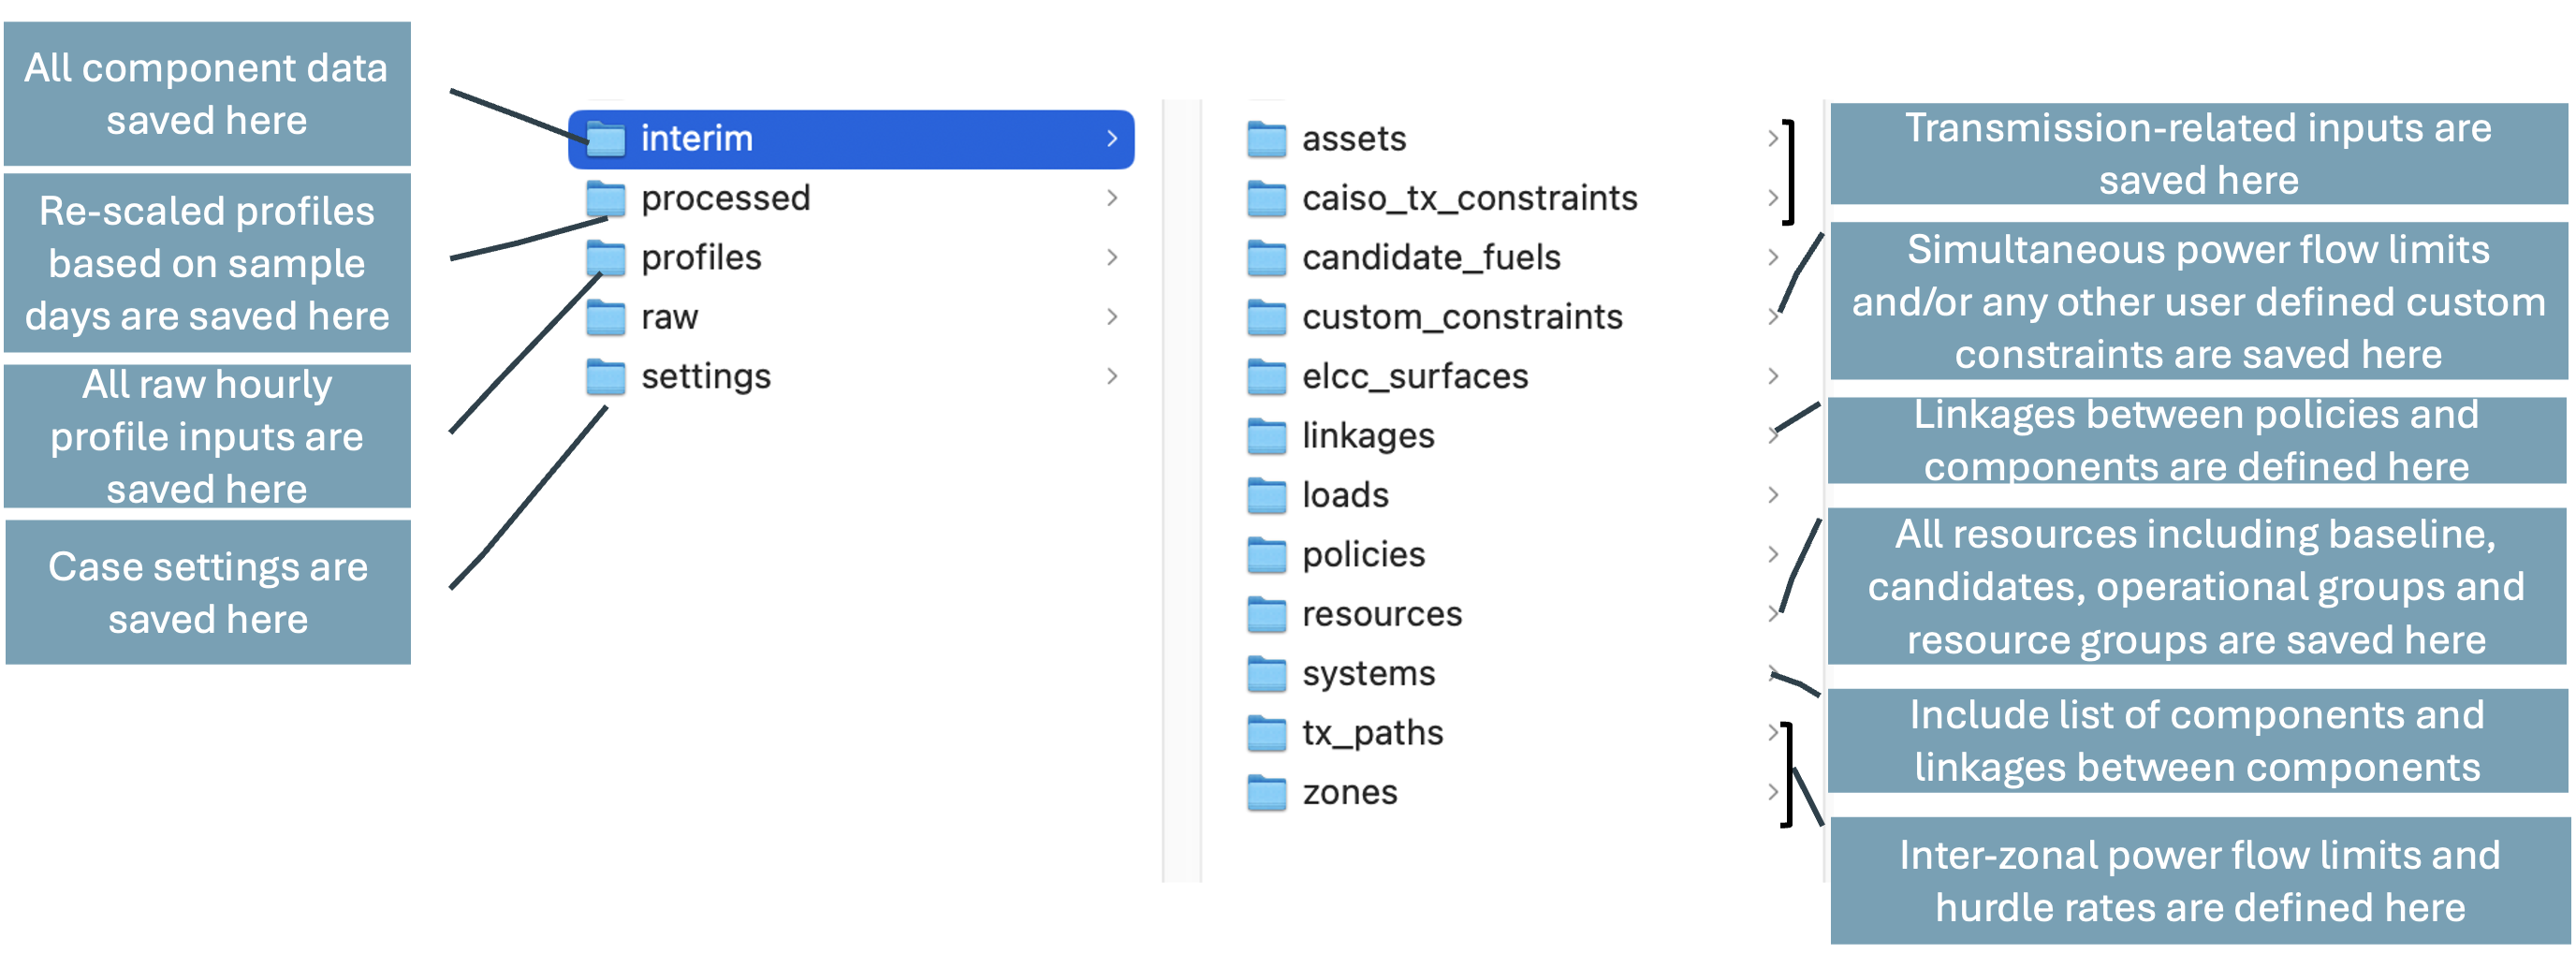 All component data
saved here
Re-scaled profiles
based on sample
days are saved here
All raw hourly
profile inputs are
saved here
Case settings are
saved here
interim
processed
profiles
raw
settings
assets
caiso_tx_constraints
candidate_fuels
custom_constraints
elcc_surfaces
linkages
loads
policies
resources
systems
tx_paths
zones
Transmission-related inputs are
saved here
Simultaneous power flow limits
and/or any other user defined custom
constraints are saved here
Linkages between policies and
components are defined here
All resources including baseline,
candidates, operational groups and
resource groups are saved here
Include list of components and
linkages between components
Inter-zonal power flow limits and
hurdle rates are defined here